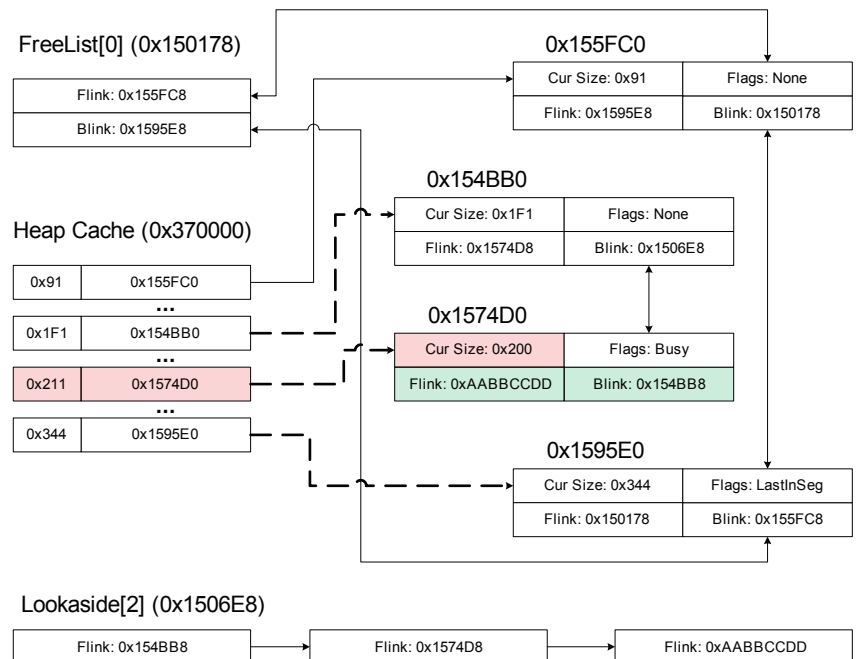 FreeList[0] (0x150178)
Flink: 0x155FC8
Blink: 0x1595E8
0x155FC0
Cur Size: 0x91 Flags: None
Flink: 0x1595E8 Blink: 0x150178
0x154BB0
Cur Size: 0x1F1 Flags: None
Flink: 0x1574D8 Blink: 0x1506E8
Heap Cache (0x370000)
0x91 0x155FC0
...
0x1F1 0x154BB0
...
0x211 0x1574D0
...
0x344 0x1595E0
0x1574D0
Cur Size: 0x200 Flags: Busy
Flink: 0xAABBCCDD Blink: 0x154BB8
0x1595E0
Cur Size: 0x344 Flags: LastInSeg
Flink: 0x150178 Blink: 0x155FC8
Lookaside[2] (0x1506E8)
Flink: 0x154BB8 Flink: 0x1574D8 Flink: 0xAABBCCDD